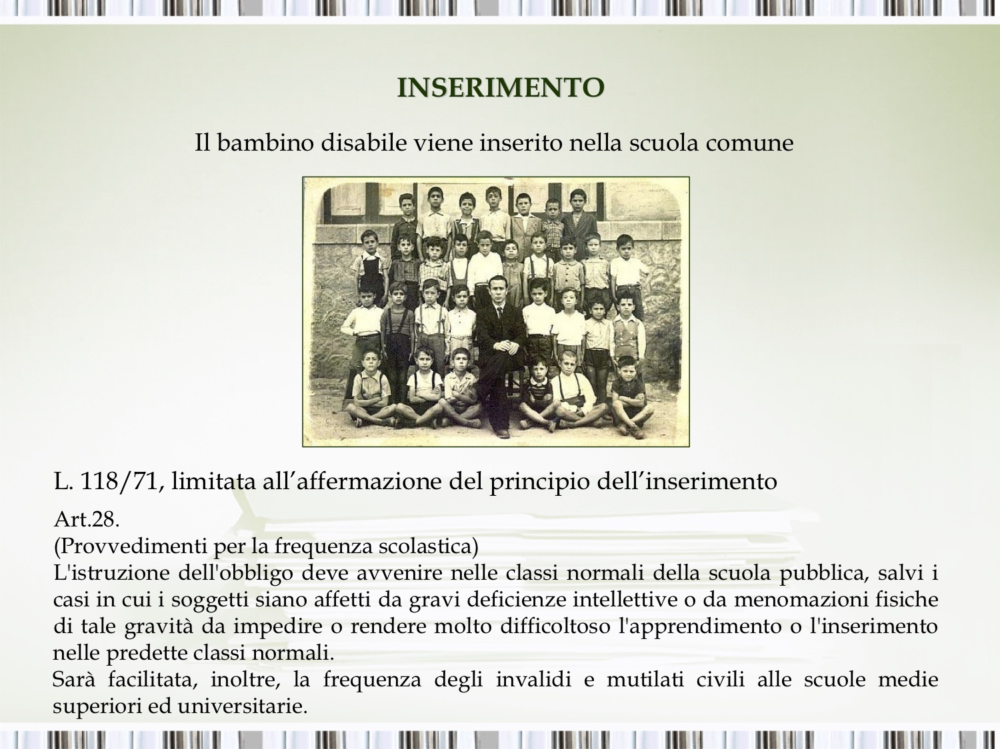 INSERIMENTO
Il bambino disabile viene inserito nella scuola comune
L. 118/71, limitata all’affermazione del principio dell’inserimento
Art.28.
(Provvedimenti per la frequenza scolastica)
L'istruzione dell'obbligo deve avvenire nelle classi normali della scuola pubblica, salvi i
casi in cui i soggetti siano affetti da gravi deficienze intellettive o da menomazioni fisiche
di tale gravità da impedire o rendere molto difficoltoso l'apprendimento o l'inserimento
nelle predette classi normali.
Sarà facilitata, inoltre, la frequenza degli invalidi e mutilati civili alle scuole medie
superiori ed universitarie.